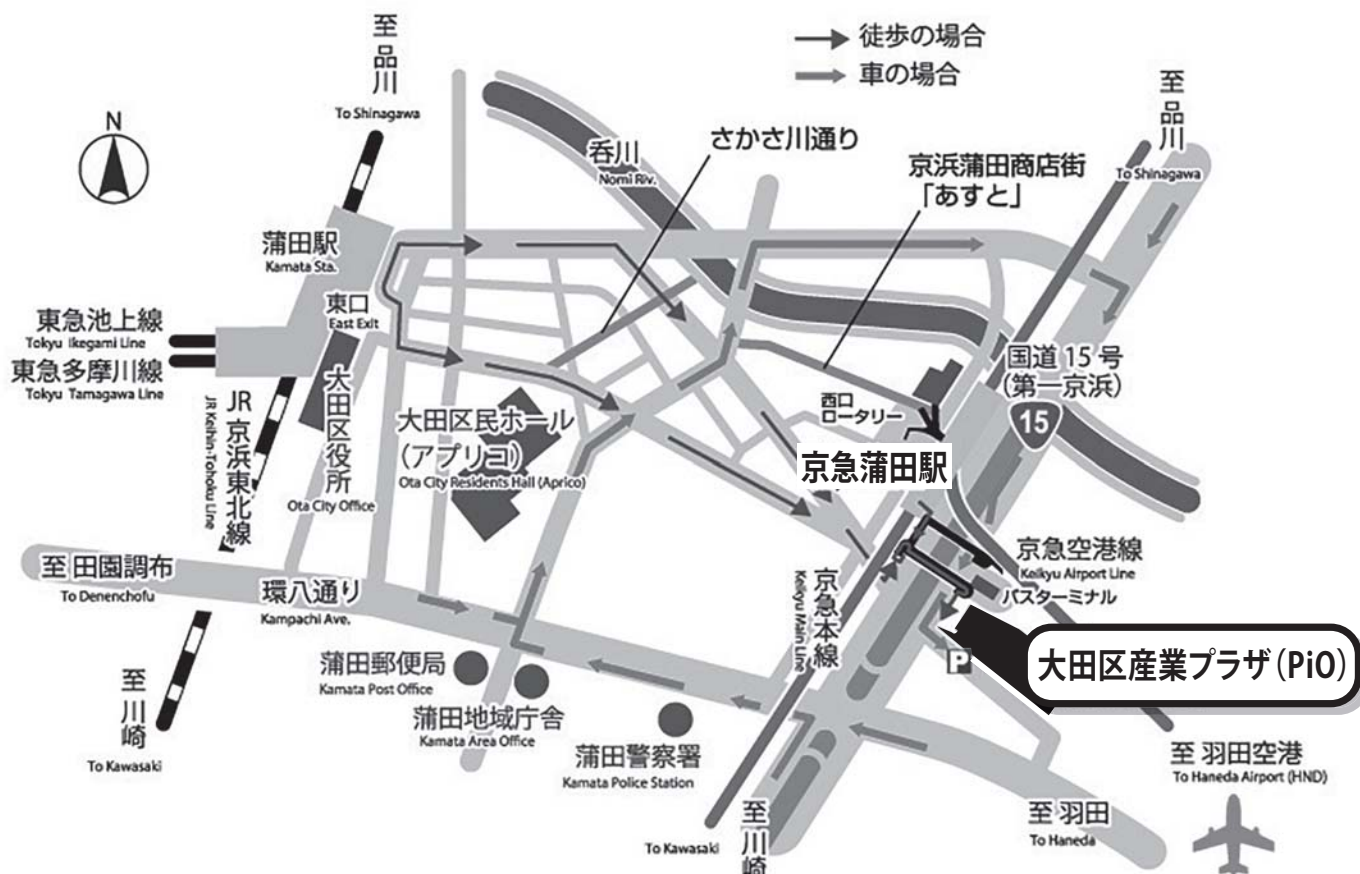 徒歩の場合
車の場合
至品川
To Shinagawa
至品川
To Shinagawa
N
さかさ川通り
呑川
Nomi Riv.
京浜蒲田商店街
「あすと」
蒲田駅
Kamata Sta.
東口
East Exit
東急池上線
Tokyu Ikegami Line
東急多摩川線
Tokyu Tamagawa Line
JR京浜東北線
JR Keihin-Tohoku Line
大田区役所
Ota City Office
大田区民ホール
（アプリコ）
Ota City Residents Hall (Aprico)
西口
ロータリー
京急蒲田駅
国道15号
（第一京浜）
15
京急空港線
Keikyu Airport Line
バスターミナル
京急本線
Keikyu Main Line
至 田園調布
To Denenchofu
環八通り
Kampachi Ave.
P
大田区産業プラザ（PiO）
蒲田郵便局
Kamata Post Office
蒲田地域庁舎
Kamata Area Office
蒲田警察署
Kamata Police Station
至川崎
To Kawasaki
至川崎
To Kawasaki
至 羽田
To Haneda
至 羽田空港
To Haneda Airport (HND)